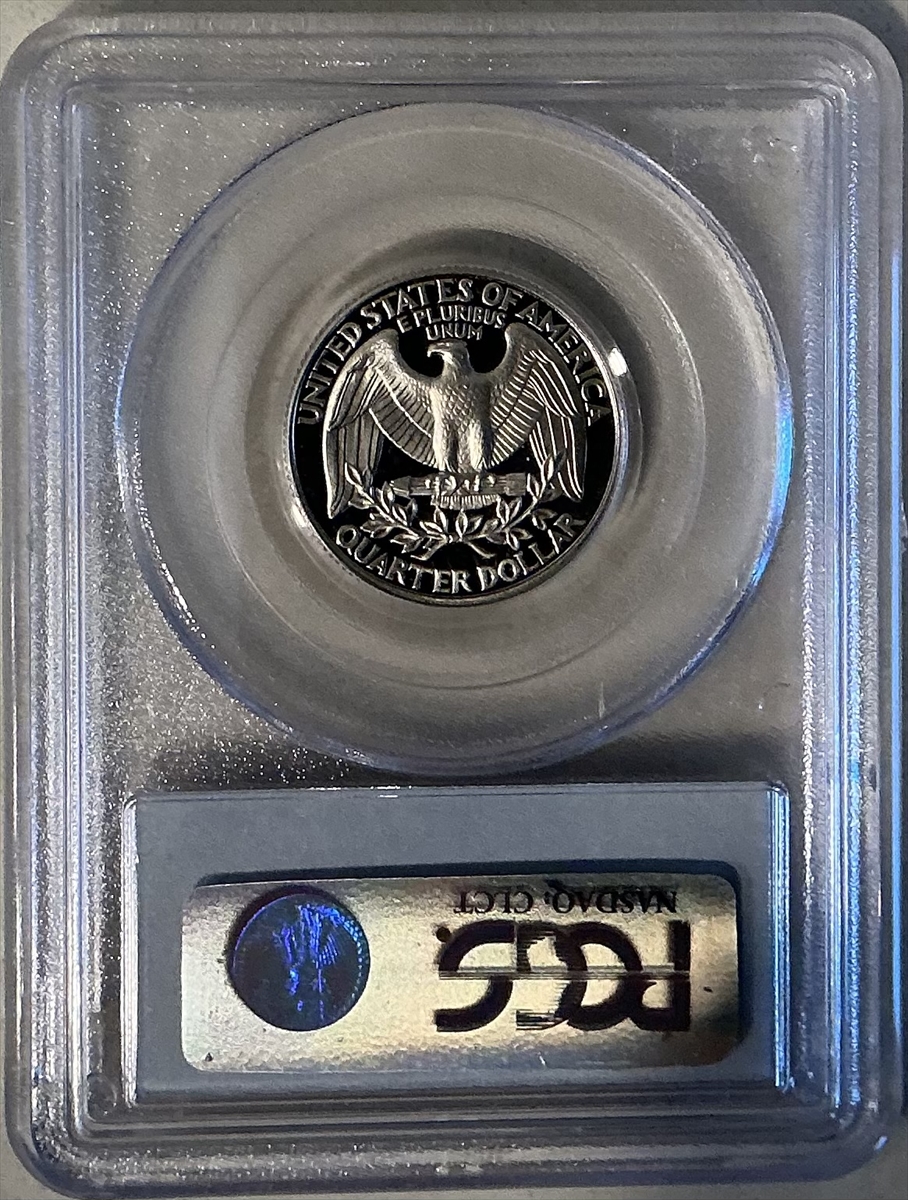 UNITED STATES OF AMERICA
E PLURIBUS
UNUM
QUARTER DOLLAR
NASDAQ, CLCT
PCGS.